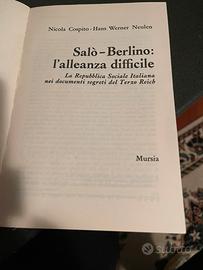 Nicola Cospito - Hans Werner Neulen
Salò - Berlino:
l'alleanza difficile
La Repubblica Sociale Italiana
nei documenti segreti del Terzo Reich
Mursia
Subito